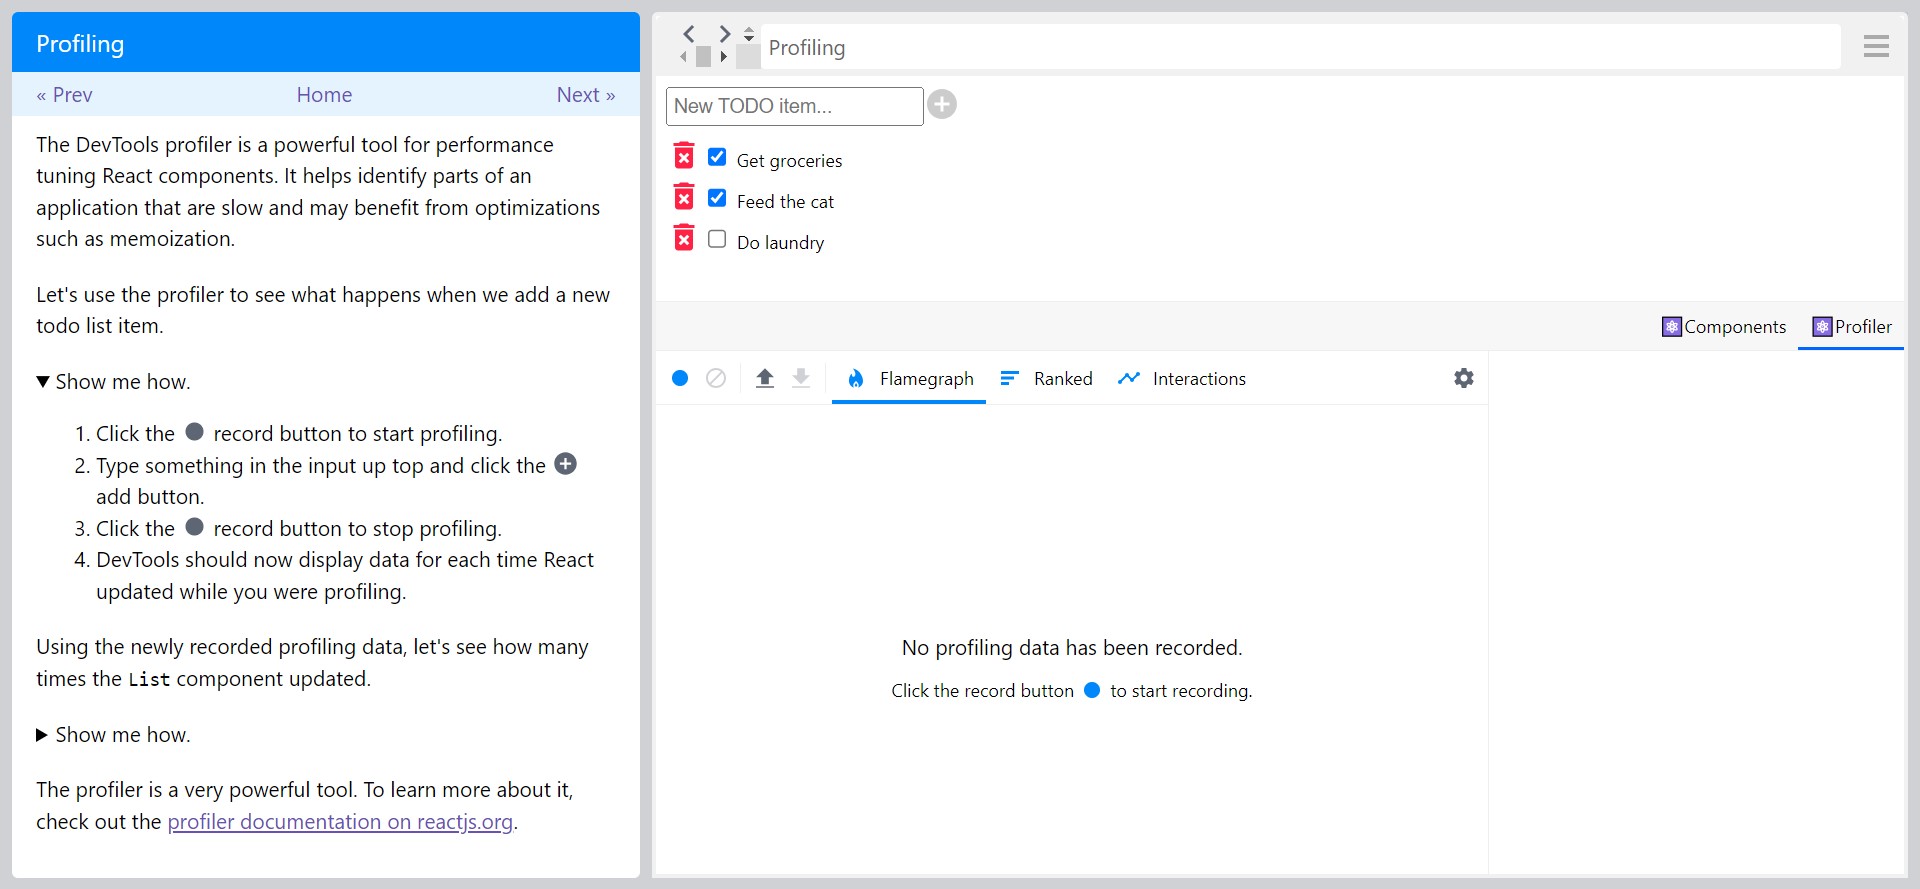 Profiling
« Prev
Home
Next »
The DevTools profiler is a powerful tool for performance
tuning React components. It helps identify parts of an
application that are slow and may benefit from optimizations
such as memoization.
Let's use the profiler to see what happens when we add a new
todo list item.
Show me how.
1. Click the record button to start profiling.
2. Type something in the input up top and click the
add button.
3. Click the record button to stop profiling.
4. DevTools should now display data for each time React
updated while you were profiling.
Using the newly recorded profiling data, let's see how many
times the List component updated.
Show me how.
The profiler is a very powerful tool. To learn more about it,
check out the profiler documentation on reactjs.org.
Profiling
New TODO item...
Get groceries
Feed the cat
Do laundry
Components
Profiler
Flamegraph
Ranked
Interactions
No profiling data has been recorded.
Click the record button to start recording.